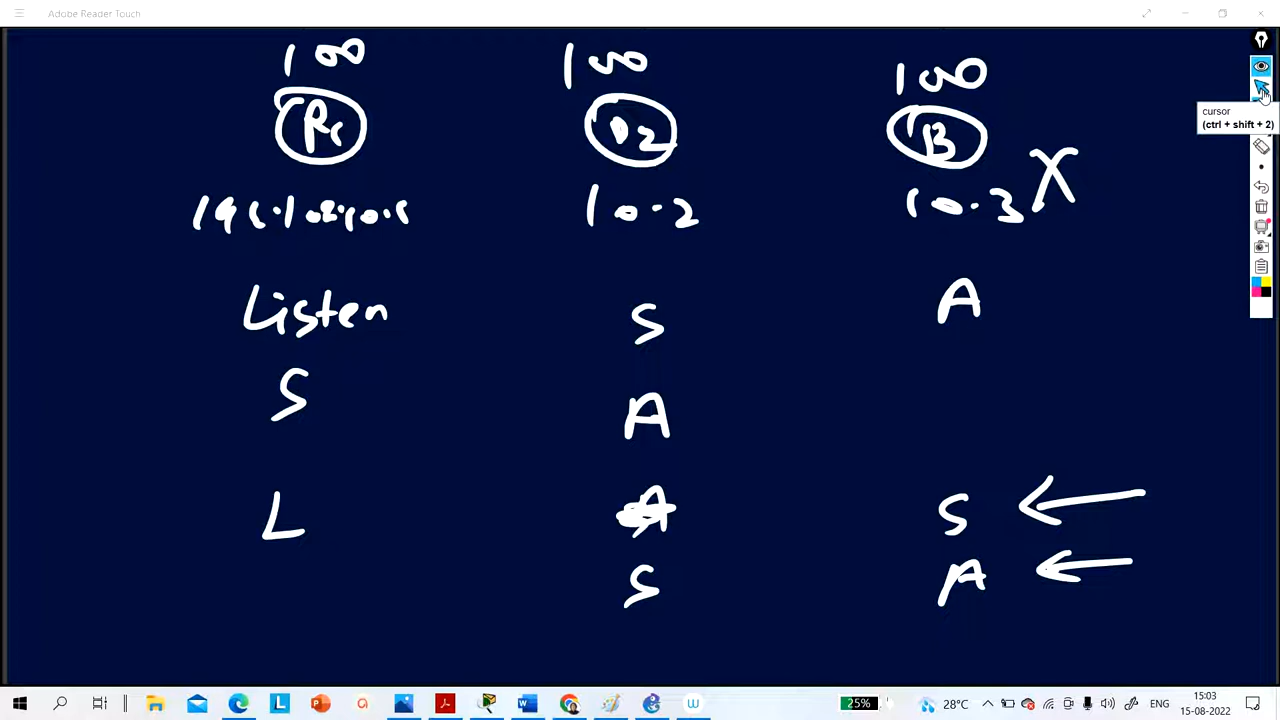 Adobe Reader Touch
100 100 100
R1 R2 B
10.2 10.3 X
cursor
(ctrl + shift + 2)
Listen S A
S A
L A S
S A
25%
28°C
ENG
15:03
15-08-2022